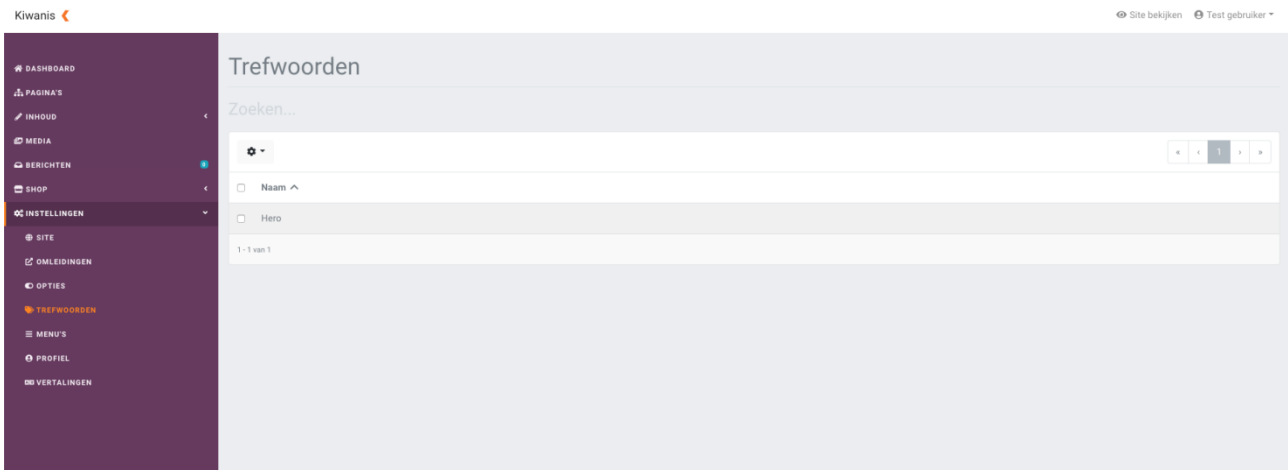 Kiwanis
Site bekijken Test gebruiker
DASHBOARD
PAGINA'S
INHOUD
MEDIA
BERICHTEN
SHOP
INSTELLINGEN
SITE
OMLEIDINGEN
OPTIES
TREFWOORDEN
MENU'S
PROFIEL
VERTALINGEN
Trefwoorden
Zoeken...
« ‹ 1 › »
Naam
Hero
1 - 1 van 1